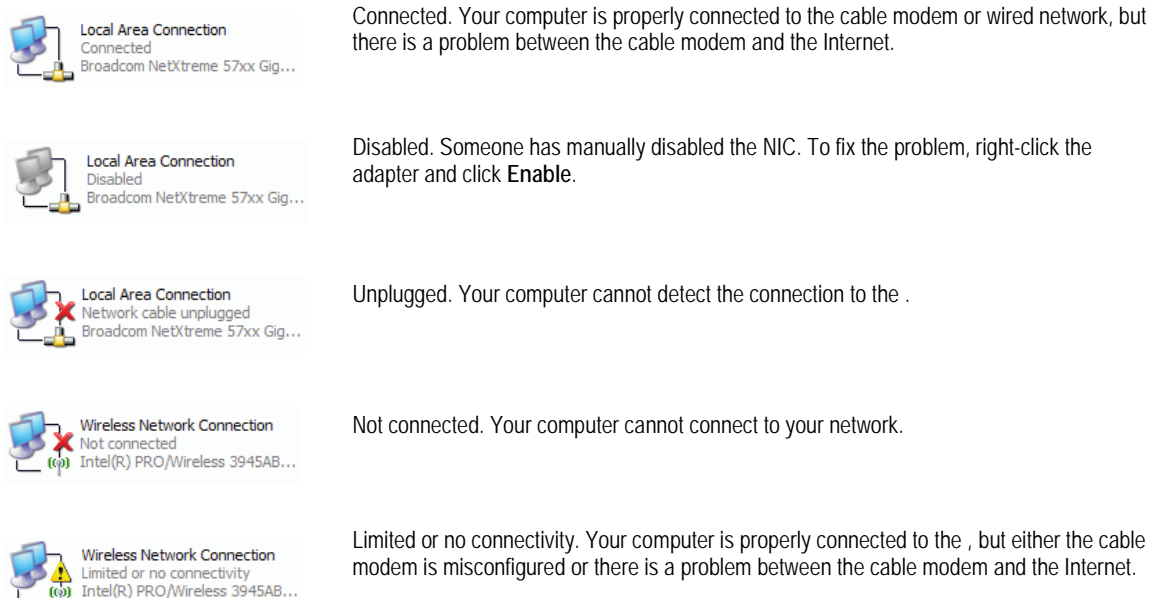 Local Area Connection
Connected
Broadcom NetXtreme 57xx Gig...
Connected. Your computer is properly connected to the cable modem or wired network, but
there is a problem between the cable modem and the Internet.
Local Area Connection
Disabled
Broadcom NetXtreme 57xx Gig...
Disabled. Someone has manually disabled the NIC. To fix the problem, right-click the
adapter and click Enable.
Local Area Connection
Network cable unplugged
Broadcom NetXtreme 57xx Gig...
Unplugged. Your computer cannot detect the connection to the .
Wireless Network Connection
Not connected
Intel(R) PRO/Wireless 3945AB...
Not connected. Your computer cannot connect to your network.
Wireless Network Connection
Limited or no connectivity
Intel(R) PRO/Wireless 3945AB...
Limited or no connectivity. Your computer is properly connected to the , but either the cable
modem is misconfigured or there is a problem between the cable modem and the Internet.